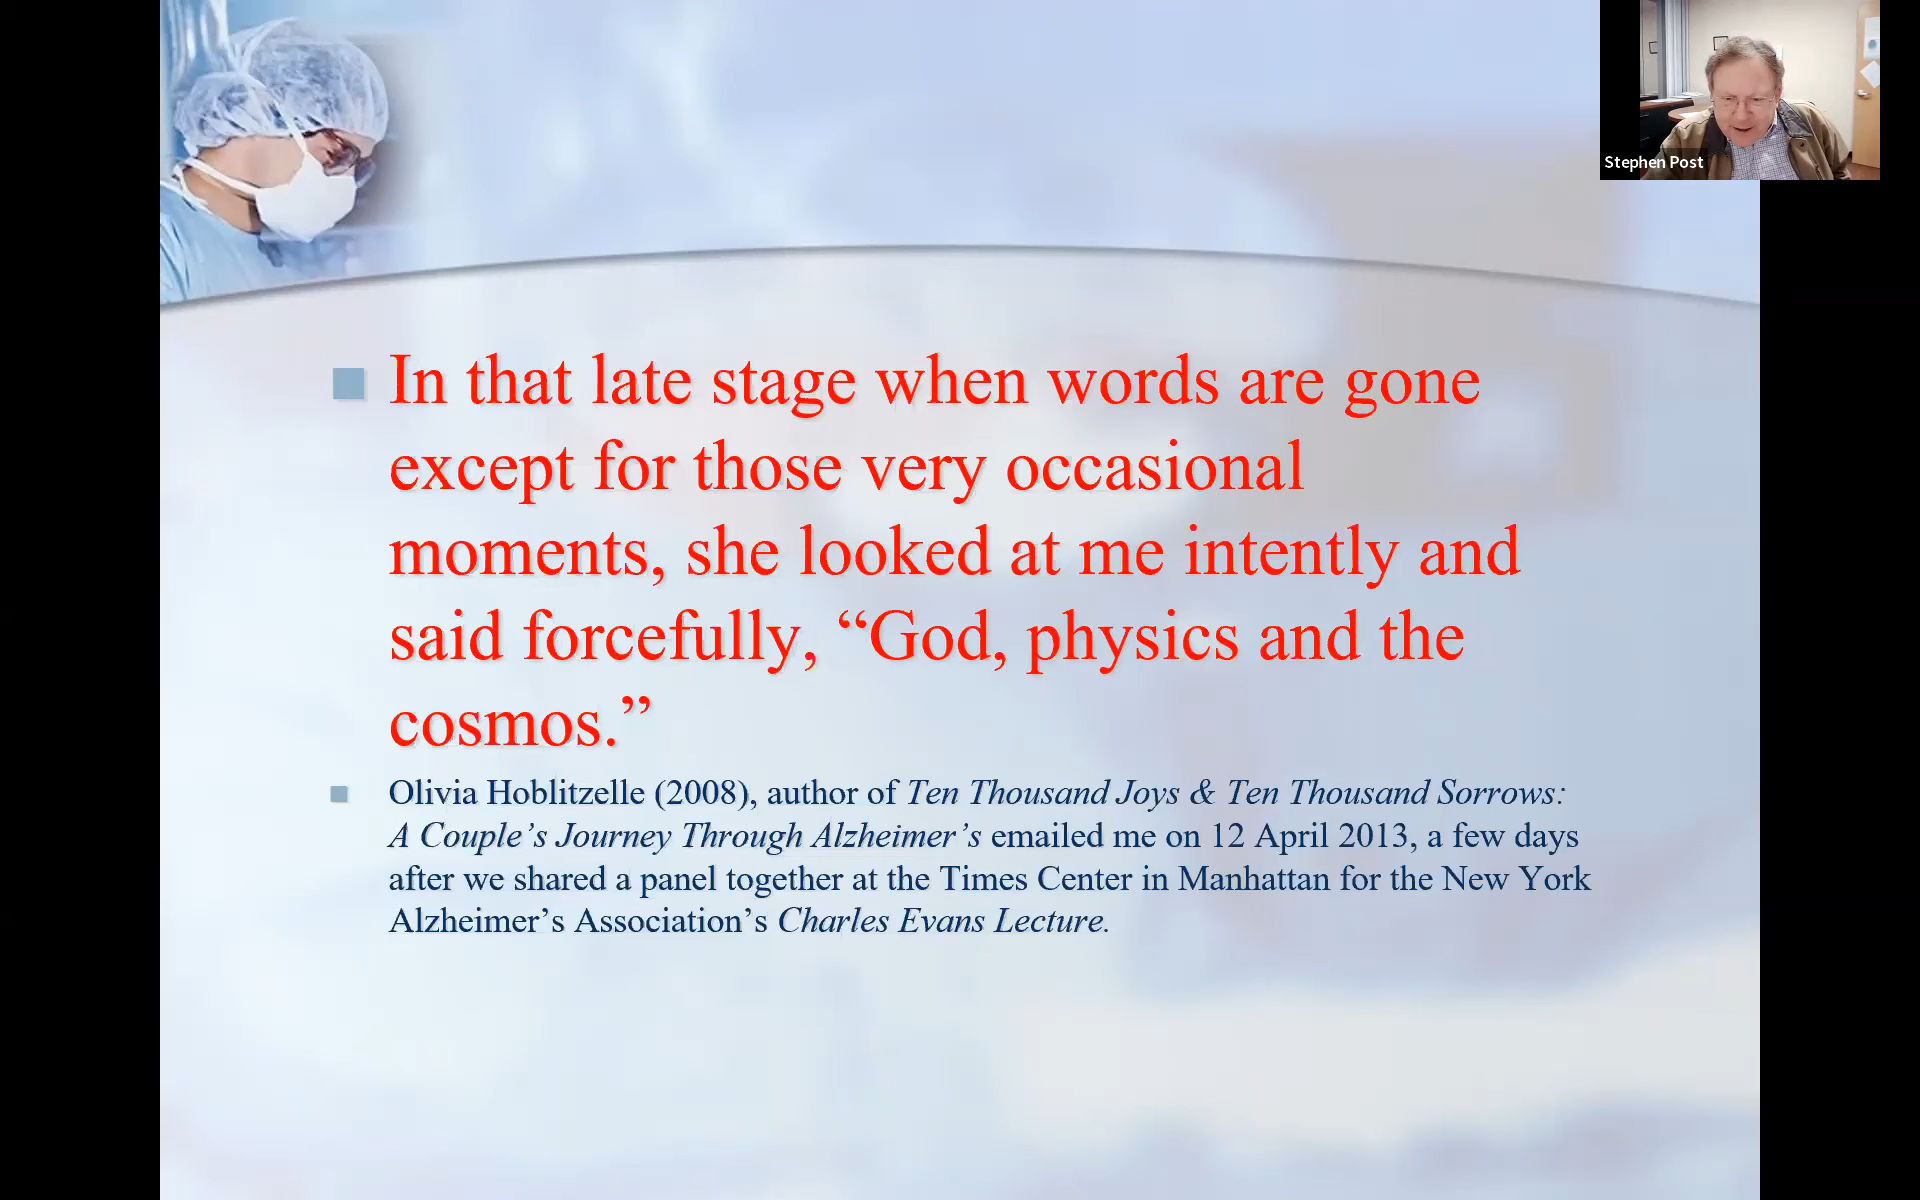 Stephen Post
In that late stage when words are gone
except for those very occasional
moments, she looked at me intently and
said forcefully, “God, physics and the
cosmos.”
Olivia Hoblitzelle (2008), author of Ten Thousand Joys & Ten Thousand Sorrows:
A Couple’s Journey Through Alzheimer’s emailed me on 12 April 2013, a few days
after we shared a panel together at the Times Center in Manhattan for the New York
Alzheimer’s Association’s Charles Evans Lecture.